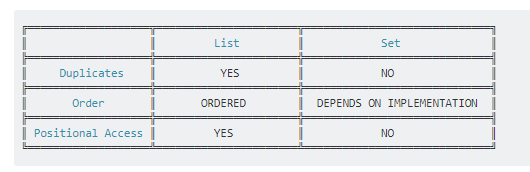 List Set
Duplicates YES NO
Order ORDERED DEPENDS ON IMPLEMENTATION
Positional Access YES NO